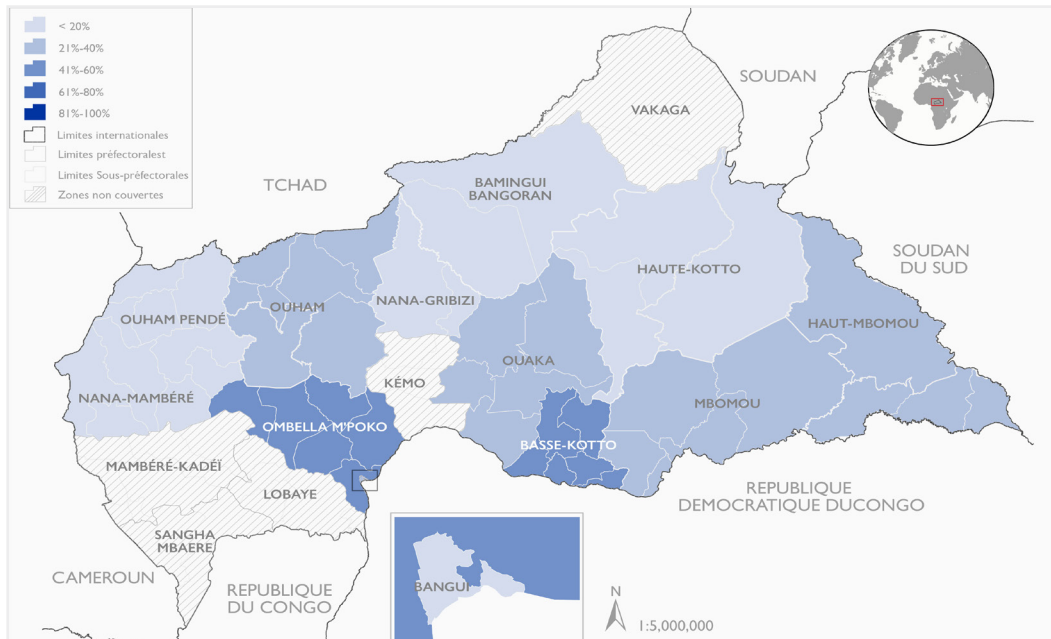 < 20%
21%-40%
41%-60%
61%-80%
81%-100%
Limites internationales
Limites préfectoralest
Limites Sous-préfectorales
Zones non couvertes
SOUDAN
VAKAGA
TCHAD
BAMINGUI
BANGORAN
SOUDAN
DU SUD
HAUTE-KOTTO
NANA-GRIBIZI
OUHAM
OUHAM PENDÉ
HAUT-MBOMOU
OUAKA
KÉMO
NANA-MAMBÉRÉ
MBOMOU
OMBELLA M'POKO
BASSE-KOTTO
MAMBÉRÉ-KADÉÏ
LOBAYE
REPUBLIQUE
DEMOCRATIQUE DUCONGO
SANGHA
MBAERE
CAMEROUN
REPUBLIQUE
DU CONGO
BANGUI
N
1:5,000,000